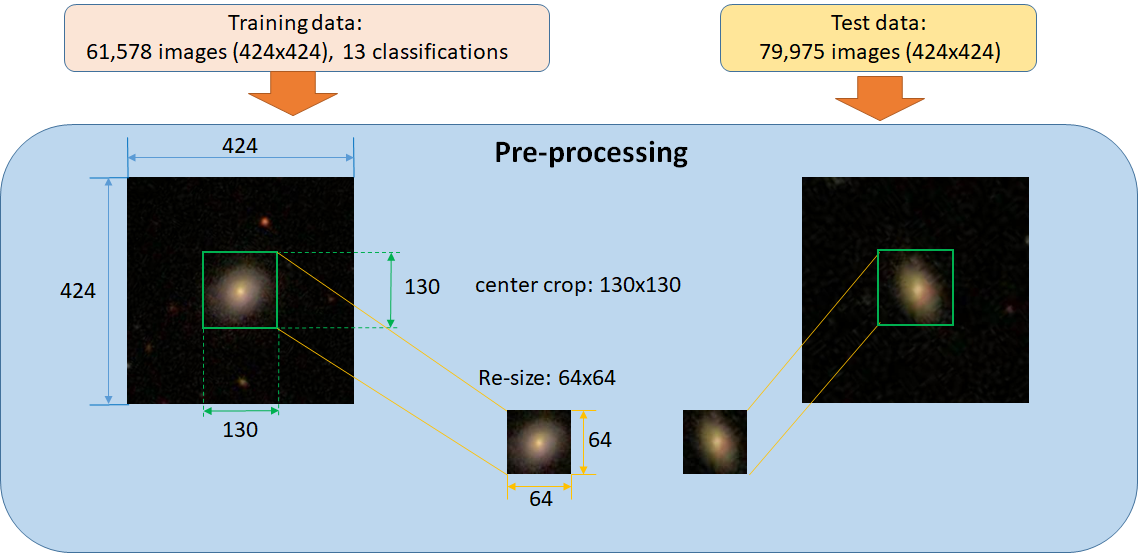 Training data:
61,578 images (424x424), 13 classifications
Test data:
79,975 images (424x424)
Pre-processing
424
424
130
center crop: 130x130
130
Re-size: 64x64
64
64